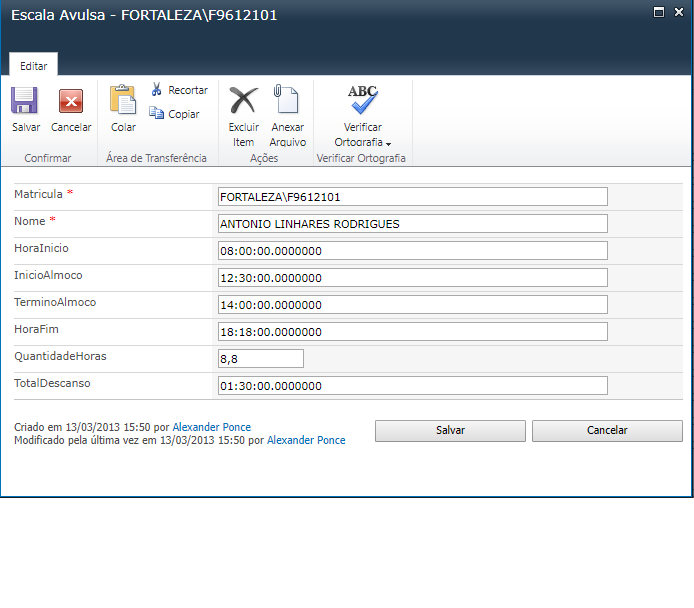 Escala Avulsa - FORTALEZA\F9612101
Editar
Salvar
Cancelar
Colar
Recortar
Copiar
Excluir
Item
Anexar
Arquivo
ABC
Verificar
Ortografia
Confirmar
Área de Transferência
Ações
Verificar Ortografia
Matricula * FORTALEZA\F9612101
Nome * ANTONIO LINHARES RODRIGUES
HoraInicio 08:00:00.0000000
InicioAlmoco 12:30:00.0000000
TerminoAlmoco 14:00:00.0000000
HoraFim 18:18:00.0000000
QuantidadeHoras 8,8
TotalDescanso 01:30:00.0000000
Criado em 13/03/2013 15:50 por Alexander Ponce
Modificado pela última vez em 13/03/2013 15:50 por Alexander Ponce
Salvar
Cancelar